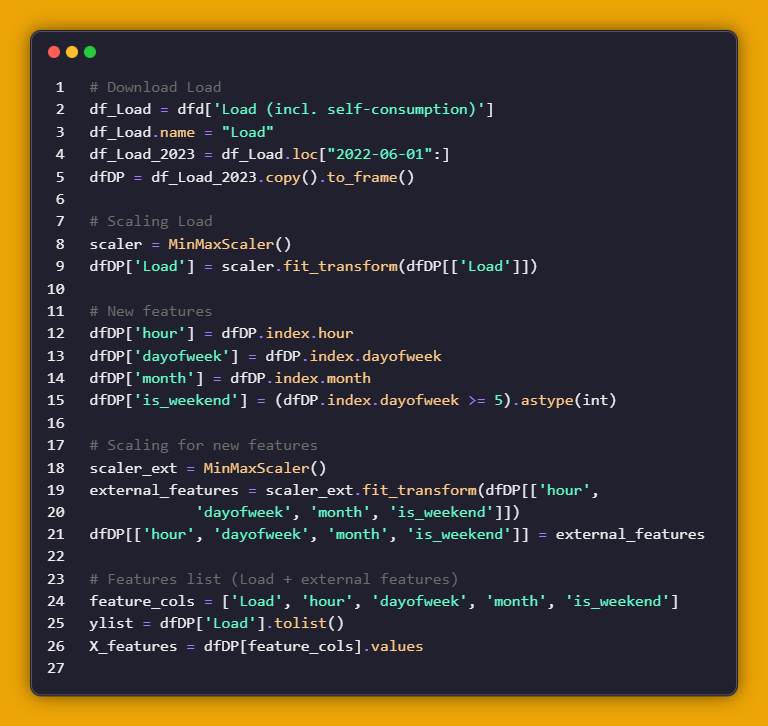 1 # Download Load
2 df_Load = dfd['Load (incl. self-consumption)']
3 df_Load.name = "Load"
4 df_Load_2023 = df_Load.loc["2022-06-01":]
5 dfDP = df_Load_2023.copy().to_frame()
6
7 # Scaling Load
8 scaler = MinMaxScaler()
9 dfDP['Load'] = scaler.fit_transform(dfDP[['Load']])
10
11 # New features
12 dfDP['hour'] = dfDP.index.hour
13 dfDP['dayofweek'] = dfDP.index.dayofweek
14 dfDP['month'] = dfDP.index.month
15 dfDP['is_weekend'] = (dfDP.index.dayofweek >= 5).astype(int)
16
17 # Scaling for new features
18 scaler_ext = MinMaxScaler()
19 external_features = scaler_ext.fit_transform(dfDP[['hour',
20             'dayofweek', 'month', 'is_weekend']])
21 dfDP[['hour', 'dayofweek', 'month', 'is_weekend']] = external_features
22
23 # Features list (Load + external features)
24 feature_cols = ['Load', 'hour', 'dayofweek', 'month', 'is_weekend']
25 ylist = dfDP['Load'].tolist()
26 X_features = dfDP[feature_cols].values
27